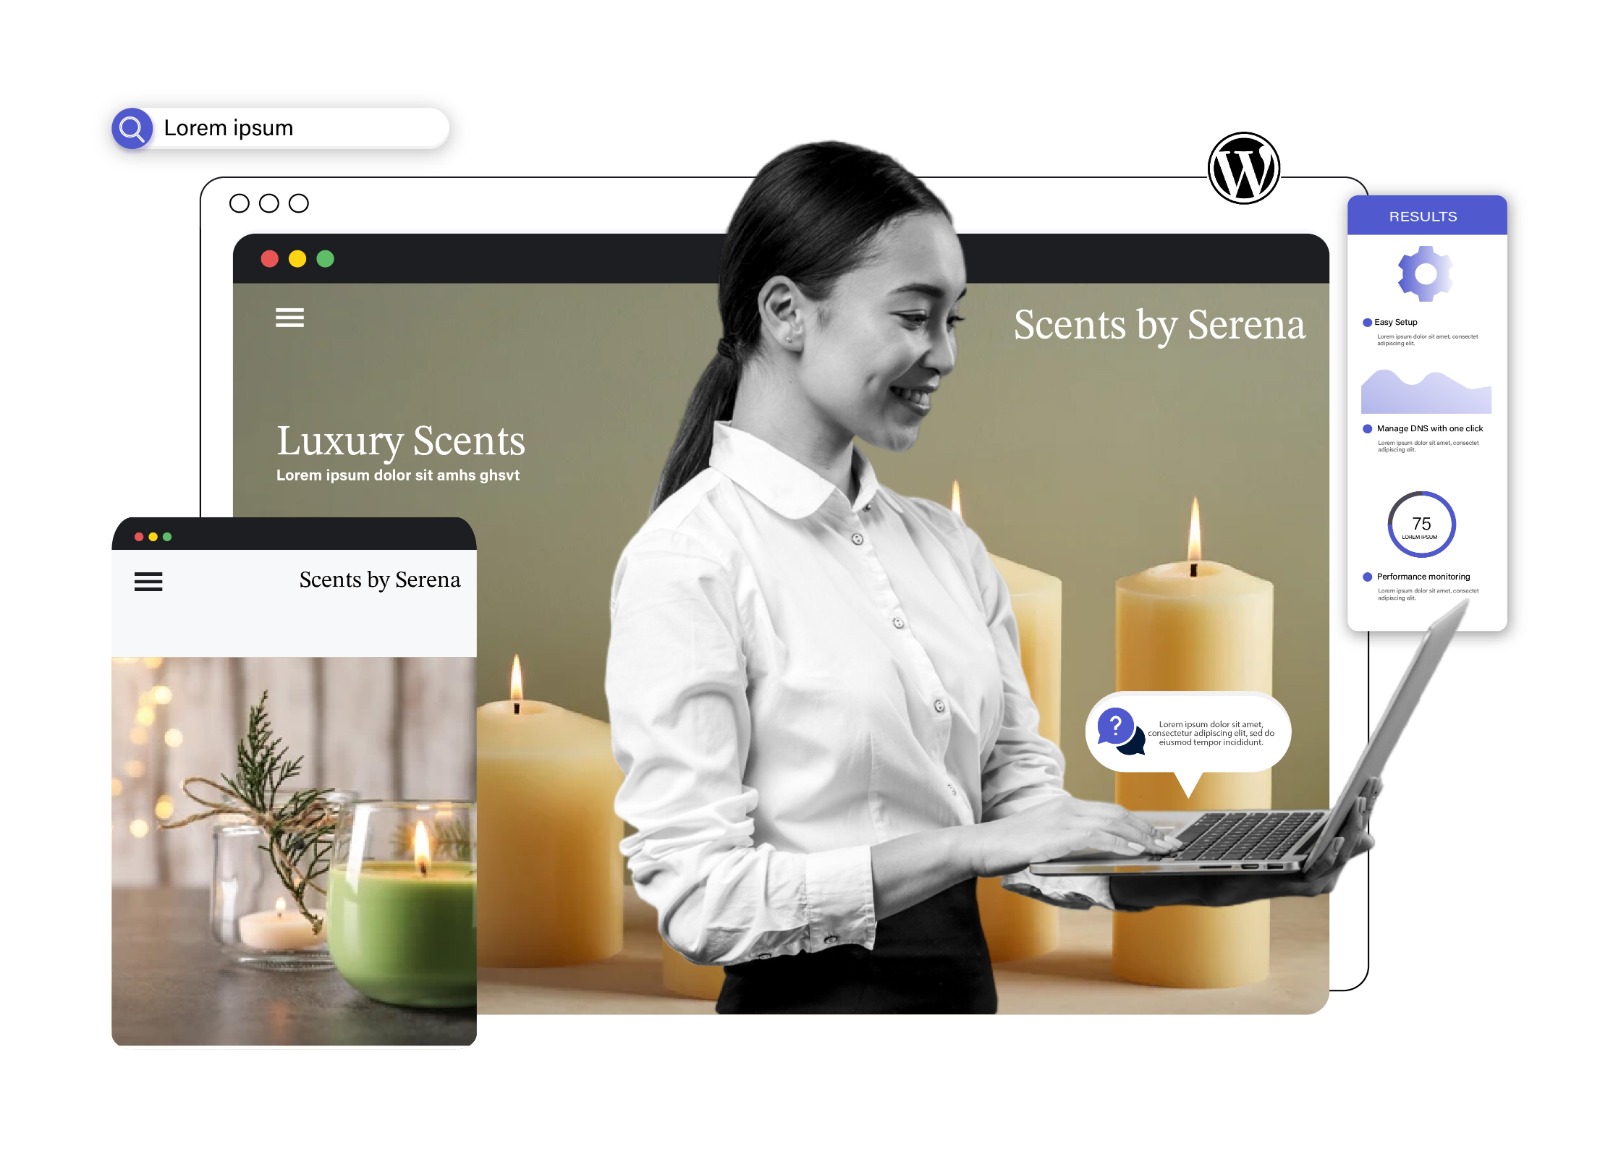 Lorem ipsum
W
RESULTS
Easy Setup
Lorem ipsum dolor sit amet, consectet
adipiscing elit.
Manage DNS with one click
Lorem ipsum dolor sit amet, consectet
adipiscing elit.
75
LOREM IPSUM
Performance monitoring
Lorem ipsum dolor sit amet, consectet
adipiscing elit.
Scents by Serena
Luxury Scents
Lorem ipsum dolor sit amhs ghsvt
Scents by Serena
?
Lorem ipsum dolor sit amet,
consectetur adipiscing elit, sed do
eiusmod tempor incididunt.